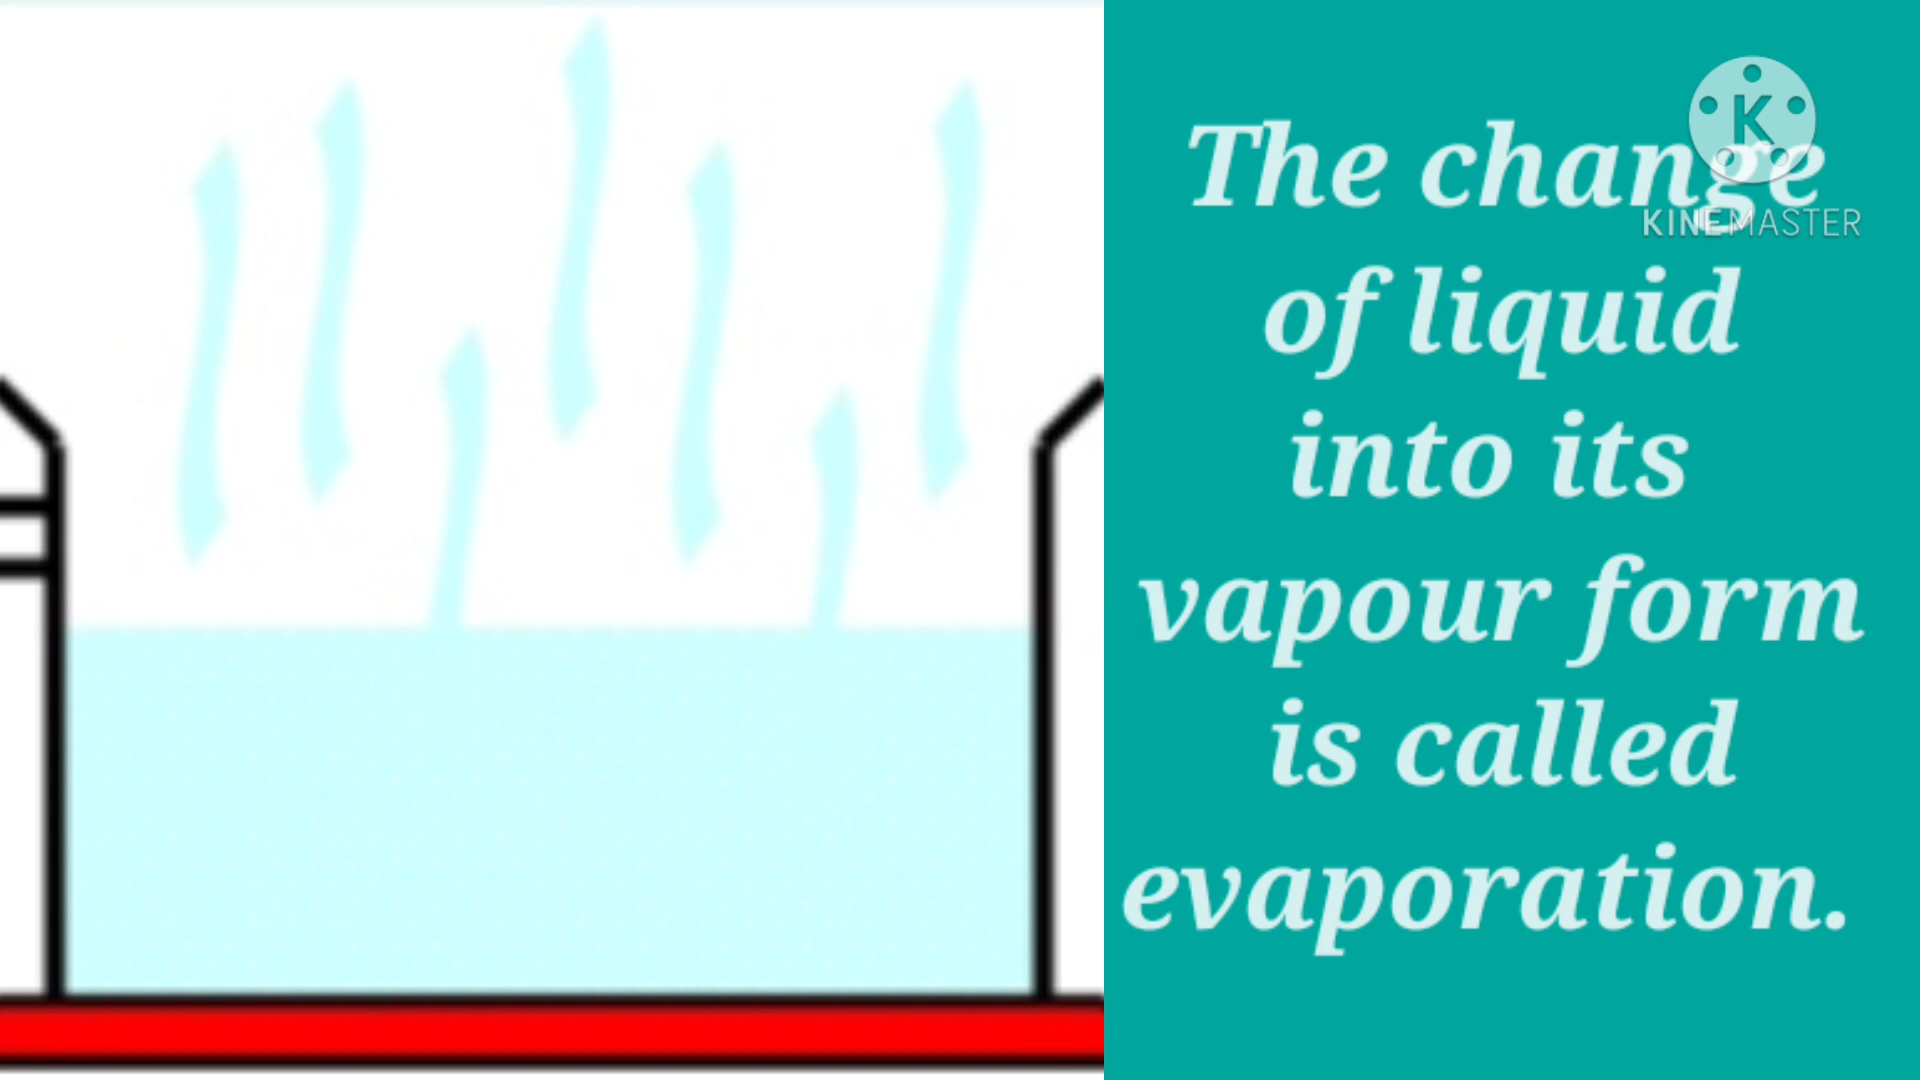 The change
K
KINEMASTER
of liquid
into its
vapour form
is called
evaporation.